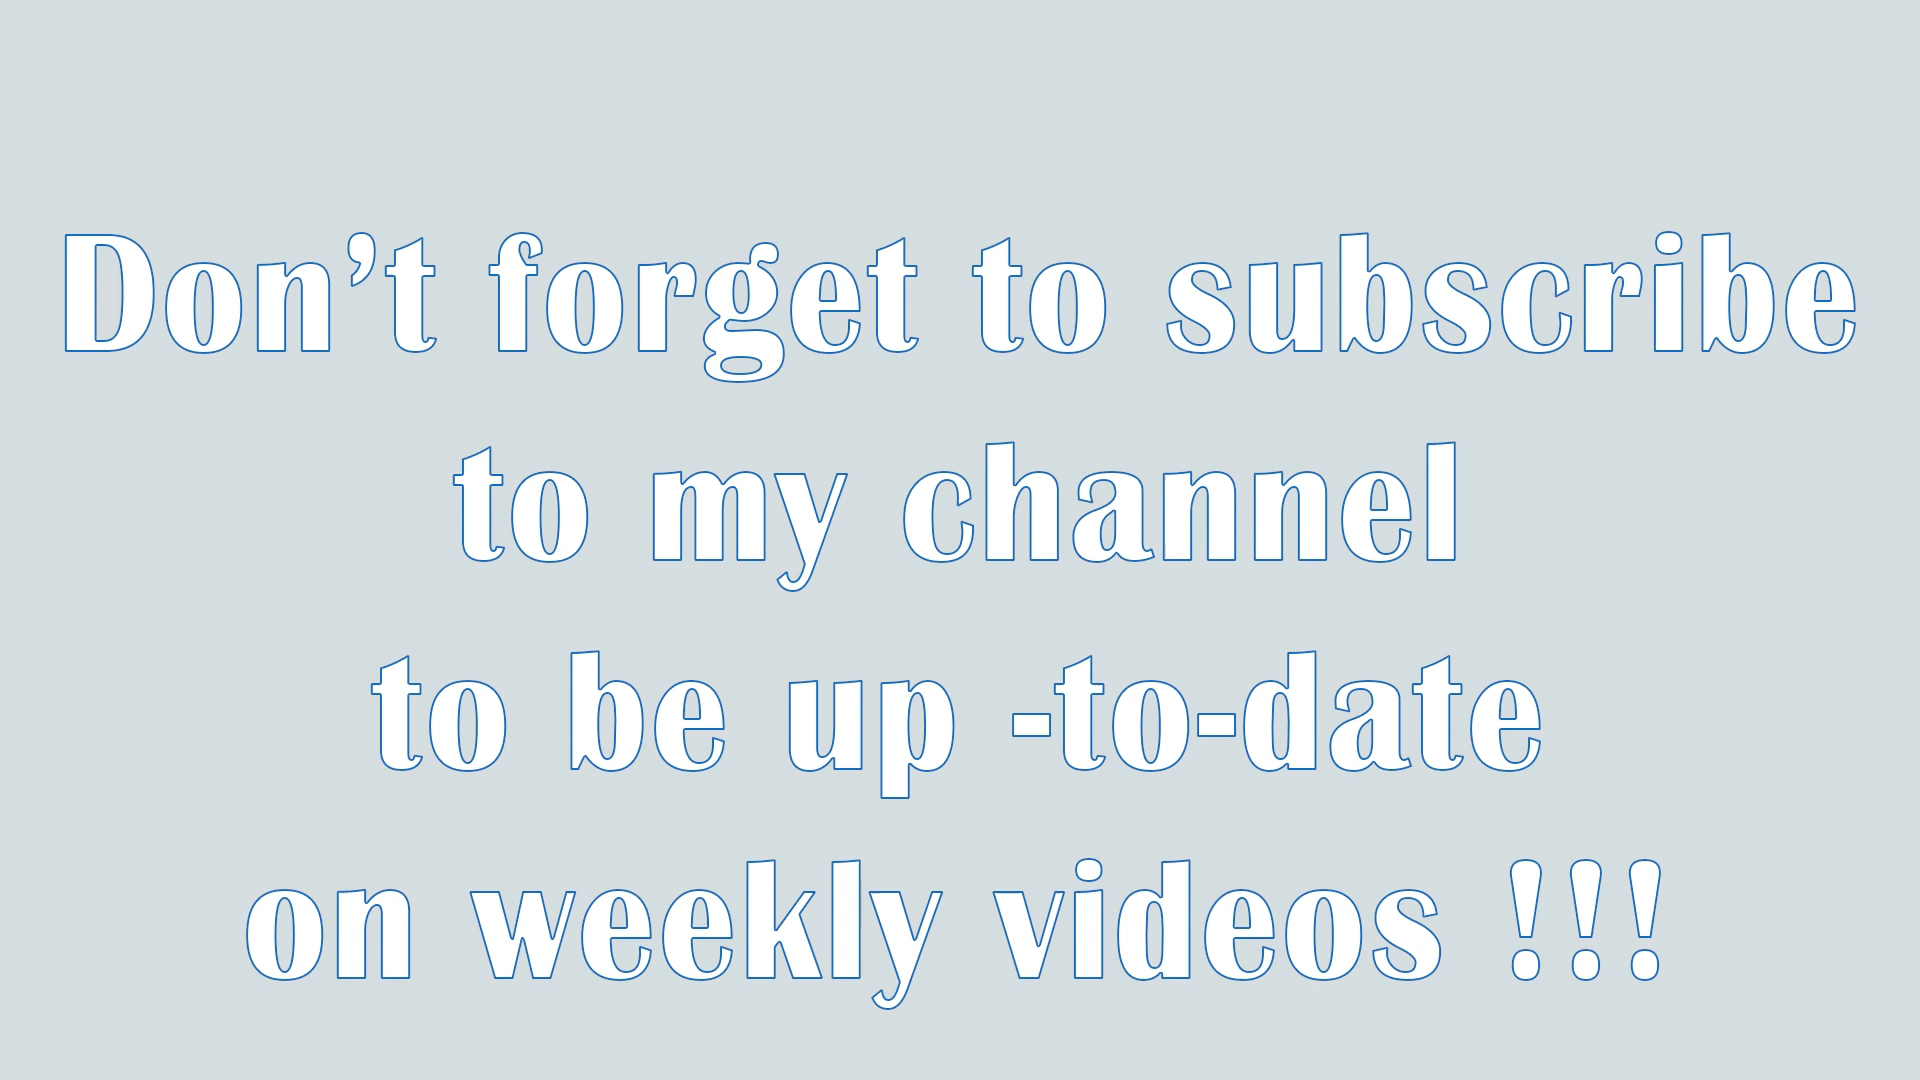 Don’t forget to subscribe
to my channel
to be up -to-date
on weekly videos !!!